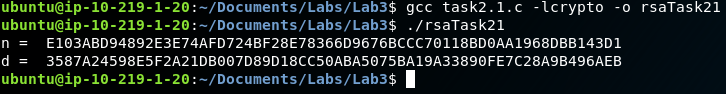 ubuntu@ip-10-219-1-20:~/Documents/Labs/Lab3$ gcc task2.1.c -lcrypto -o rsaTask21
ubuntu@ip-10-219-1-20:~/Documents/Labs/Lab3$ ./rsaTask21
n =  E103ABD94892E3E74AFD724BF28E78366D9676BCCC70118BD0AA1968DBB143D1
d =  3587A24598E5F2A21DB007D89D18CC50ABA5075BA19A33890FE7C28A9B496AEB
ubuntu@ip-10-219-1-20:~/Documents/Labs/Lab3$